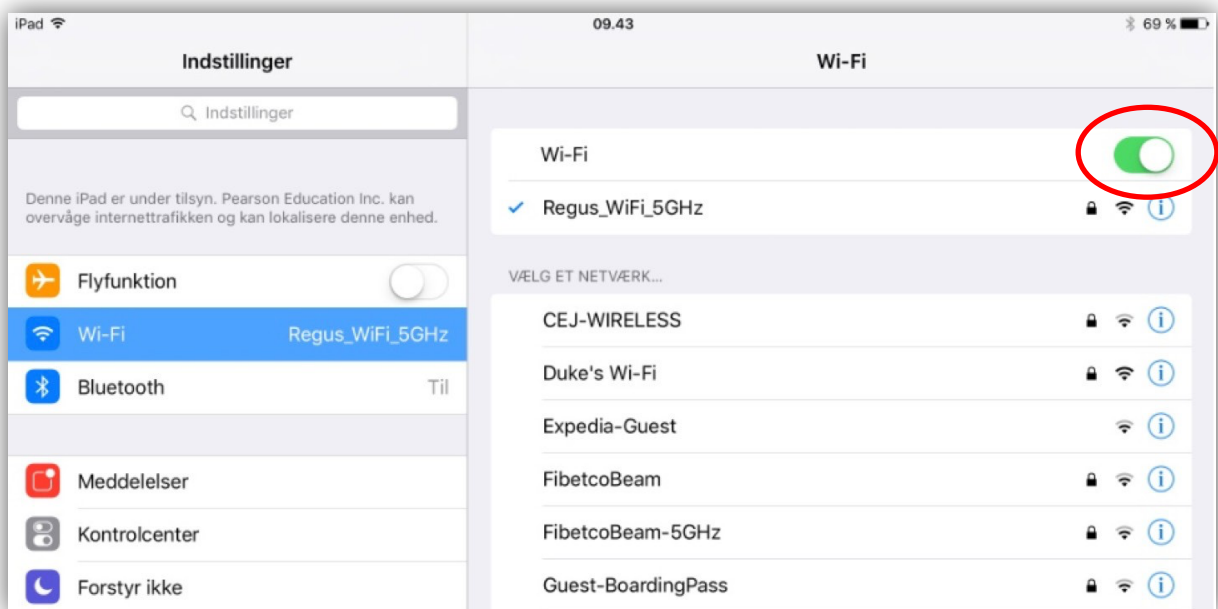 iPad 09.43 69 %
Indstillinger
Indstillinger
Denne iPad er under tilsyn. Pearson Education Inc. kan
overvåge internettrafikken og kan lokalisere denne enhed.
Flyfunktion
Wi-Fi Regus_WiFi_5GHz
Bluetooth Til
Meddelelser
Kontrolcenter
Forstyr ikke
Wi-Fi
Wi-Fi
Regus_WiFi_5GHz
VÆLG ET NETVÆRK...
CEJ-WIRELESS
Duke's Wi-Fi
Expedia-Guest
FibetcoBeam
FibetcoBeam-5GHz
Guest-BoardingPass